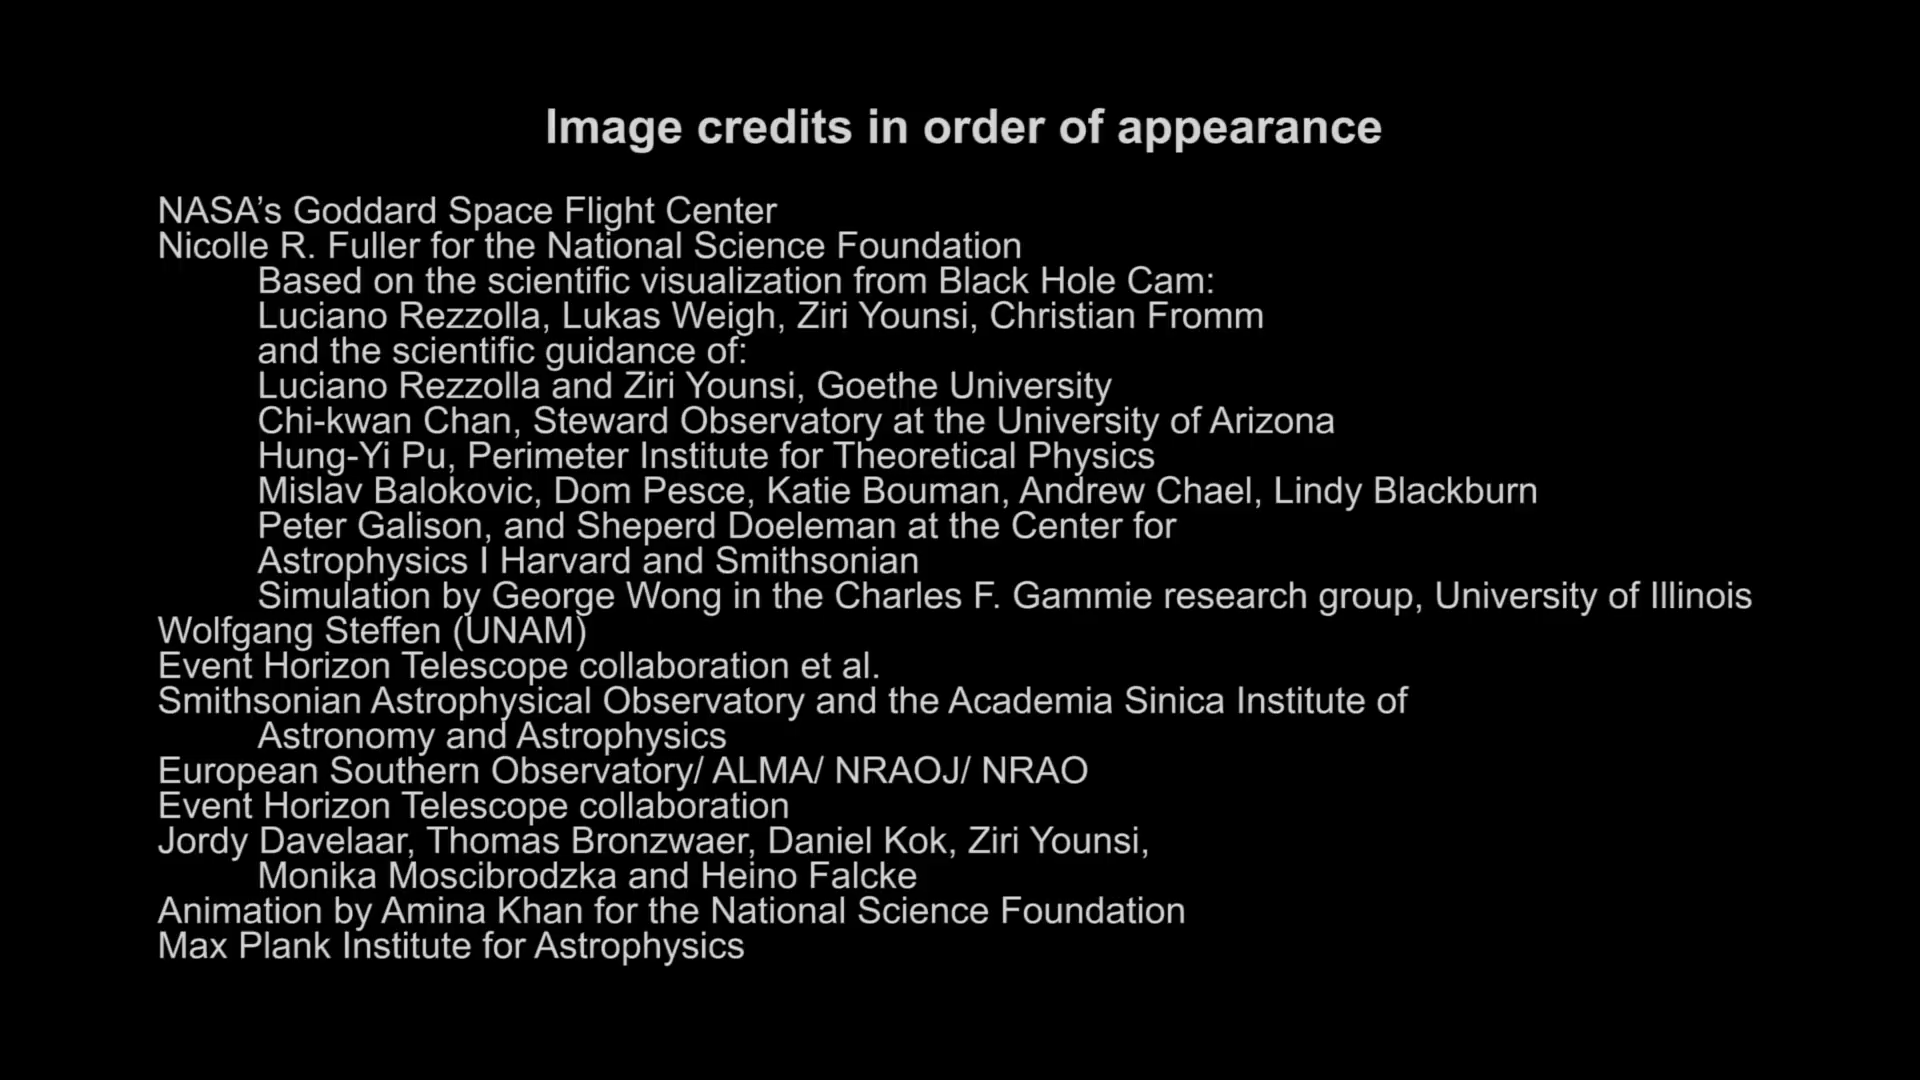 Image credits in order of appearance
NASA’s Goddard Space Flight Center
Nicolle R. Fuller for the National Science Foundation
Based on the scientific visualization from Black Hole Cam:
Luciano Rezzolla, Lukas Weigh, Ziri Younsi, Christian Fromm
and the scientific guidance of:
Luciano Rezzolla and Ziri Younsi, Goethe University
Chi-kwan Chan, Steward Observatory at the University of Arizona
Hung-Yi Pu, Perimeter Institute for Theoretical Physics
Mislav Balokovic, Dom Pesce, Katie Bouman, Andrew Chael, Lindy Blackburn
Peter Galison, and Sheperd Doeleman at the Center for
Astrophysics I Harvard and Smithsonian
Simulation by George Wong in the Charles F. Gammie research group, University of Illinois
Wolfgang Steffen (UNAM)
Event Horizon Telescope collaboration et al.
Smithsonian Astrophysical Observatory and the Academia Sinica Institute of
Astronomy and Astrophysics
European Southern Observatory/ ALMA/ NRAOJ/ NRAO
Event Horizon Telescope collaboration
Jordy Davelaar, Thomas Bronzwaer, Daniel Kok, Ziri Younsi,
Monika Moscibrodzka and Heino Falcke
Animation by Amina Khan for the National Science Foundation
Max Plank Institute for Astrophysics